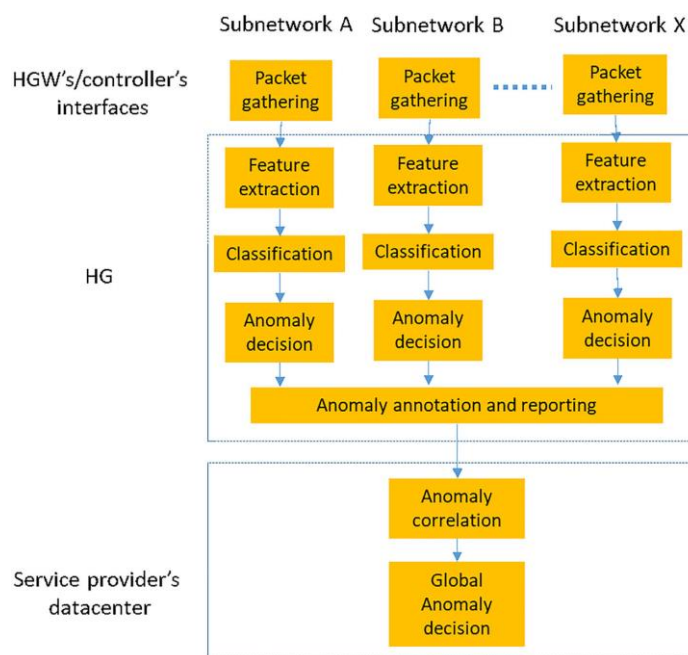 Subnetwork A
Subnetwork B
Subnetwork X
HGW's/controller's
interfaces
Packet
gathering
Packet
gathering
Packet
gathering
HG
Feature
extraction
Feature
extraction
Feature
extraction
Classification
Classification
Classification
Anomaly
decision
Anomaly
decision
Anomaly
decision
Anomaly annotation and reporting
Service provider's
datacenter
Anomaly
correlation
Global
Anomaly
decision